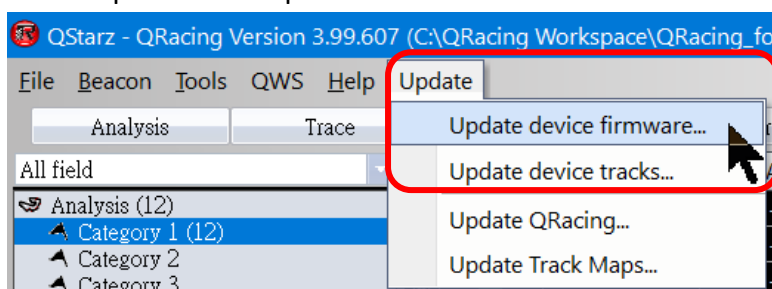 QStarz - QRacing Version 3.99.607 (C:\QRacing Workspace\QRacing_fo
File Beacon Tools QWS Help Update
Analysis Trace
Update device firmware...
All field
Update device tracks...
Analysis (12)
Category 1 (12)
Update QRacing...
Category 2
Update Track Maps...
Category 3